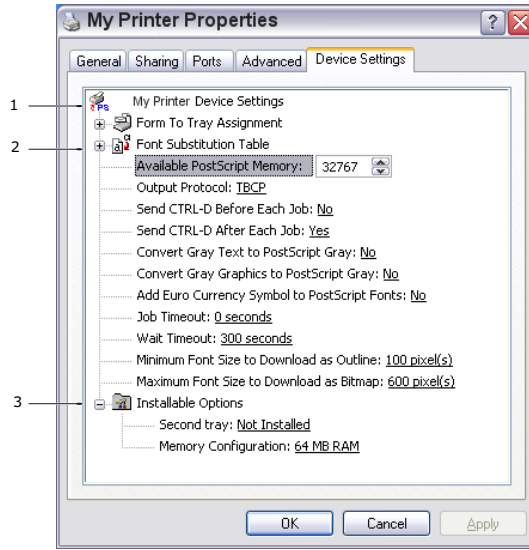 My Printer Properties
General Sharing Ports Advanced Device Settings
1
My Printer Device Settings
Form To Tray Assignment
2
Font Substitution Table
Available PostScript Memory: 32767
Output Protocol: TBCP
Send CTRL-D Before Each Job: No
Send CTRL-D After Each Job: Yes
Convert Gray Text to PostScript Gray: No
Convert Gray Graphics to PostScript Gray: No
Add Euro Currency Symbol to PostScript Fonts: No
Job Timeout: 0 seconds
Wait Timeout: 300 seconds
Minimum Font Size to Download as Outline: 100 pixel(s)
Maximum Font Size to Download as Bitmap: 600 pixel(s)
3
Installable Options
Second tray: Not Installed
Memory Configuration: 64 MB RAM
OK Cancel Apply